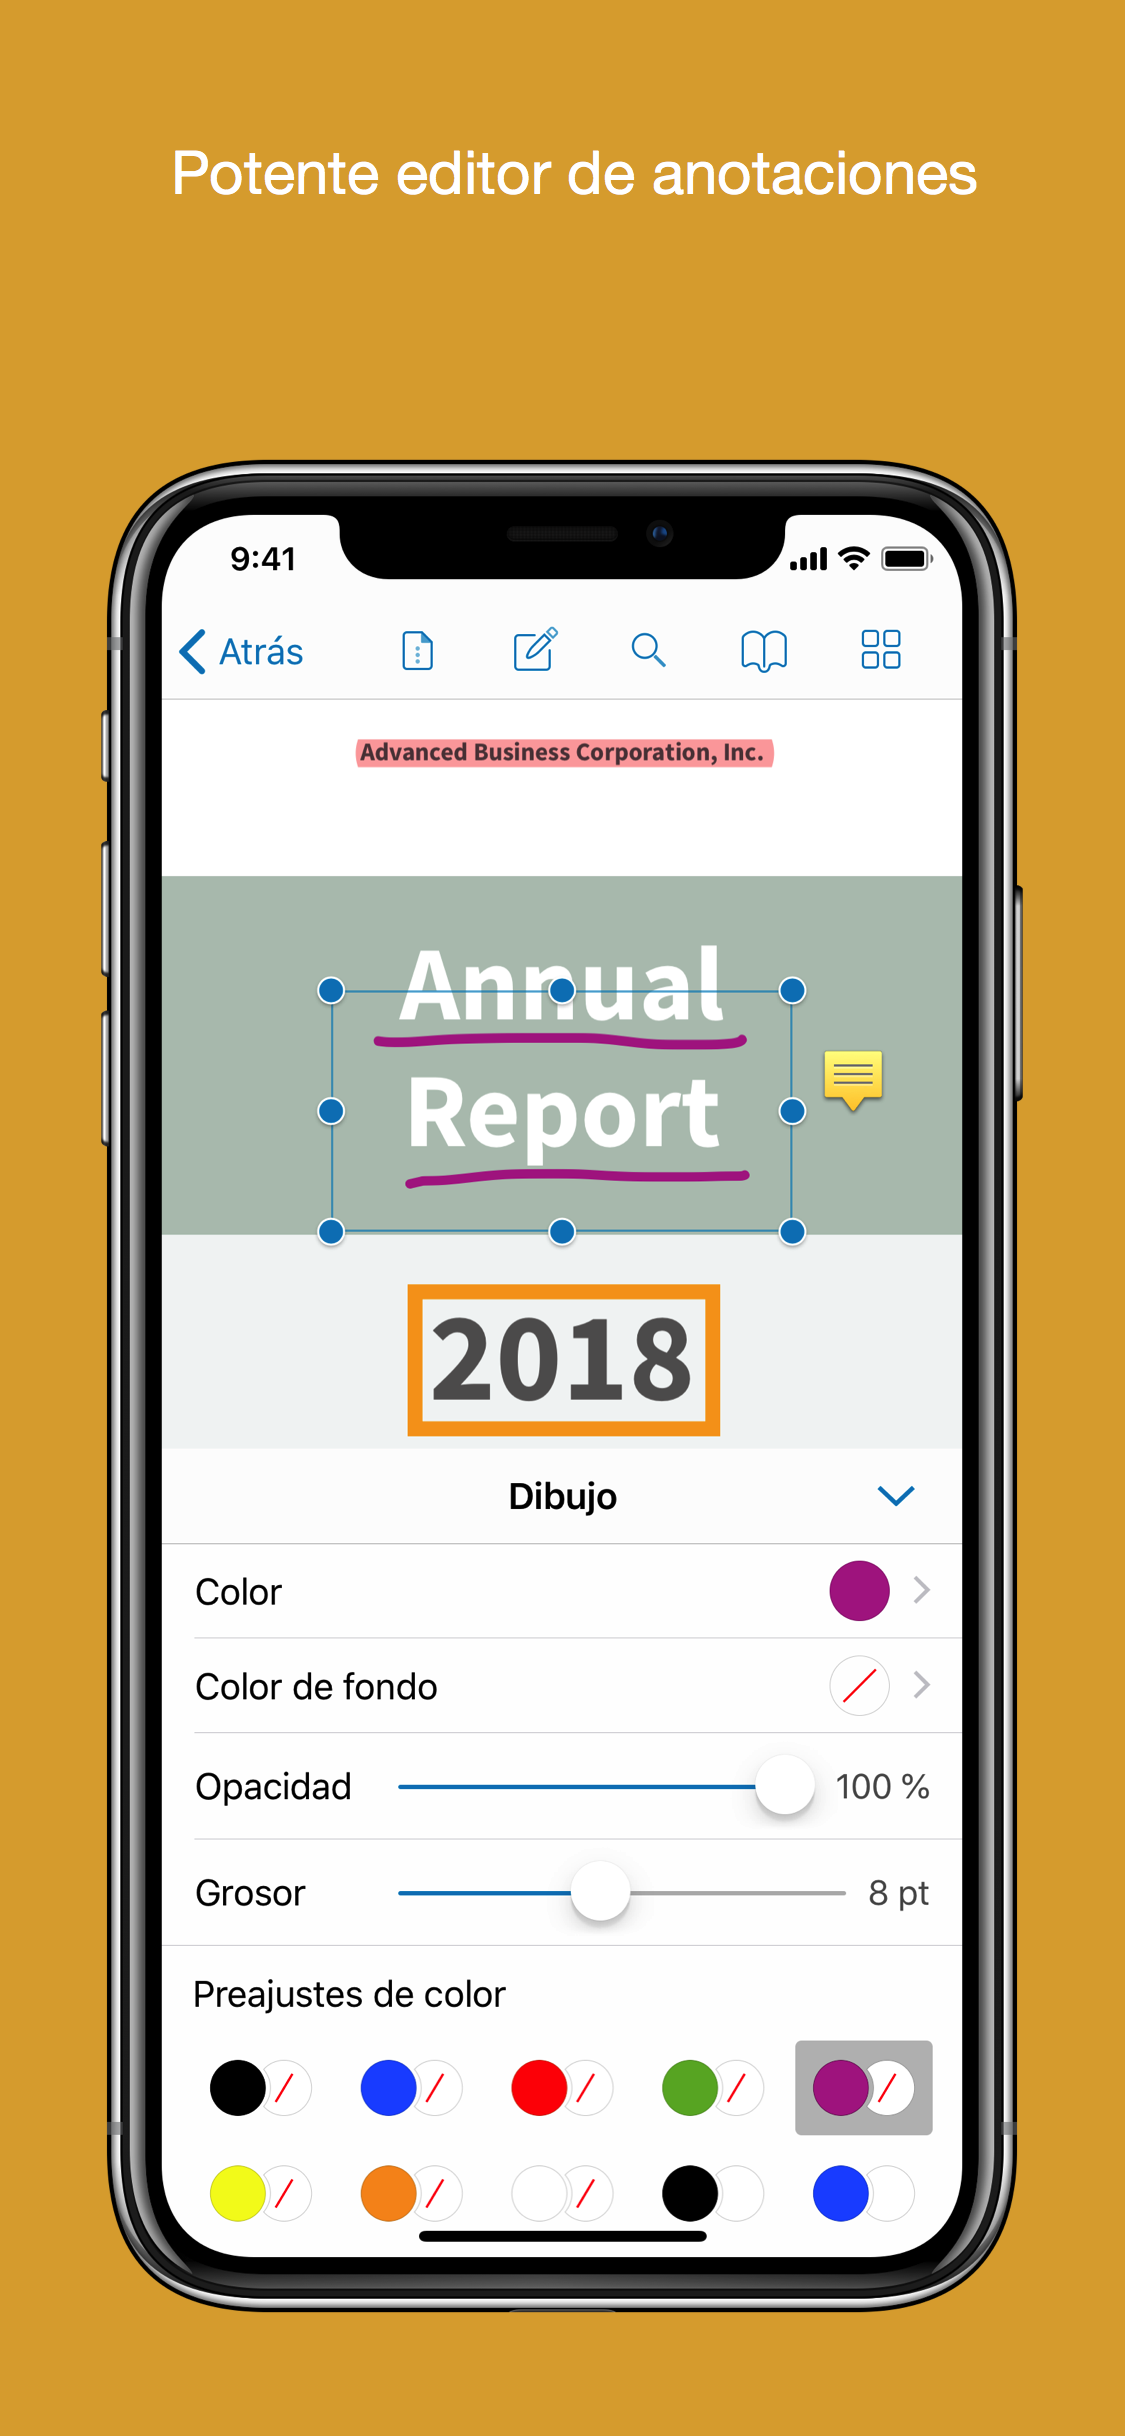 Potente editor de anotaciones
9:41
Atrás
Advanced Business Corporation, Inc.
Annual
Report
2018
Dibujo
Color
Color de fondo
Opacidad 100 %
Grosor 8 pt
Preajustes de color